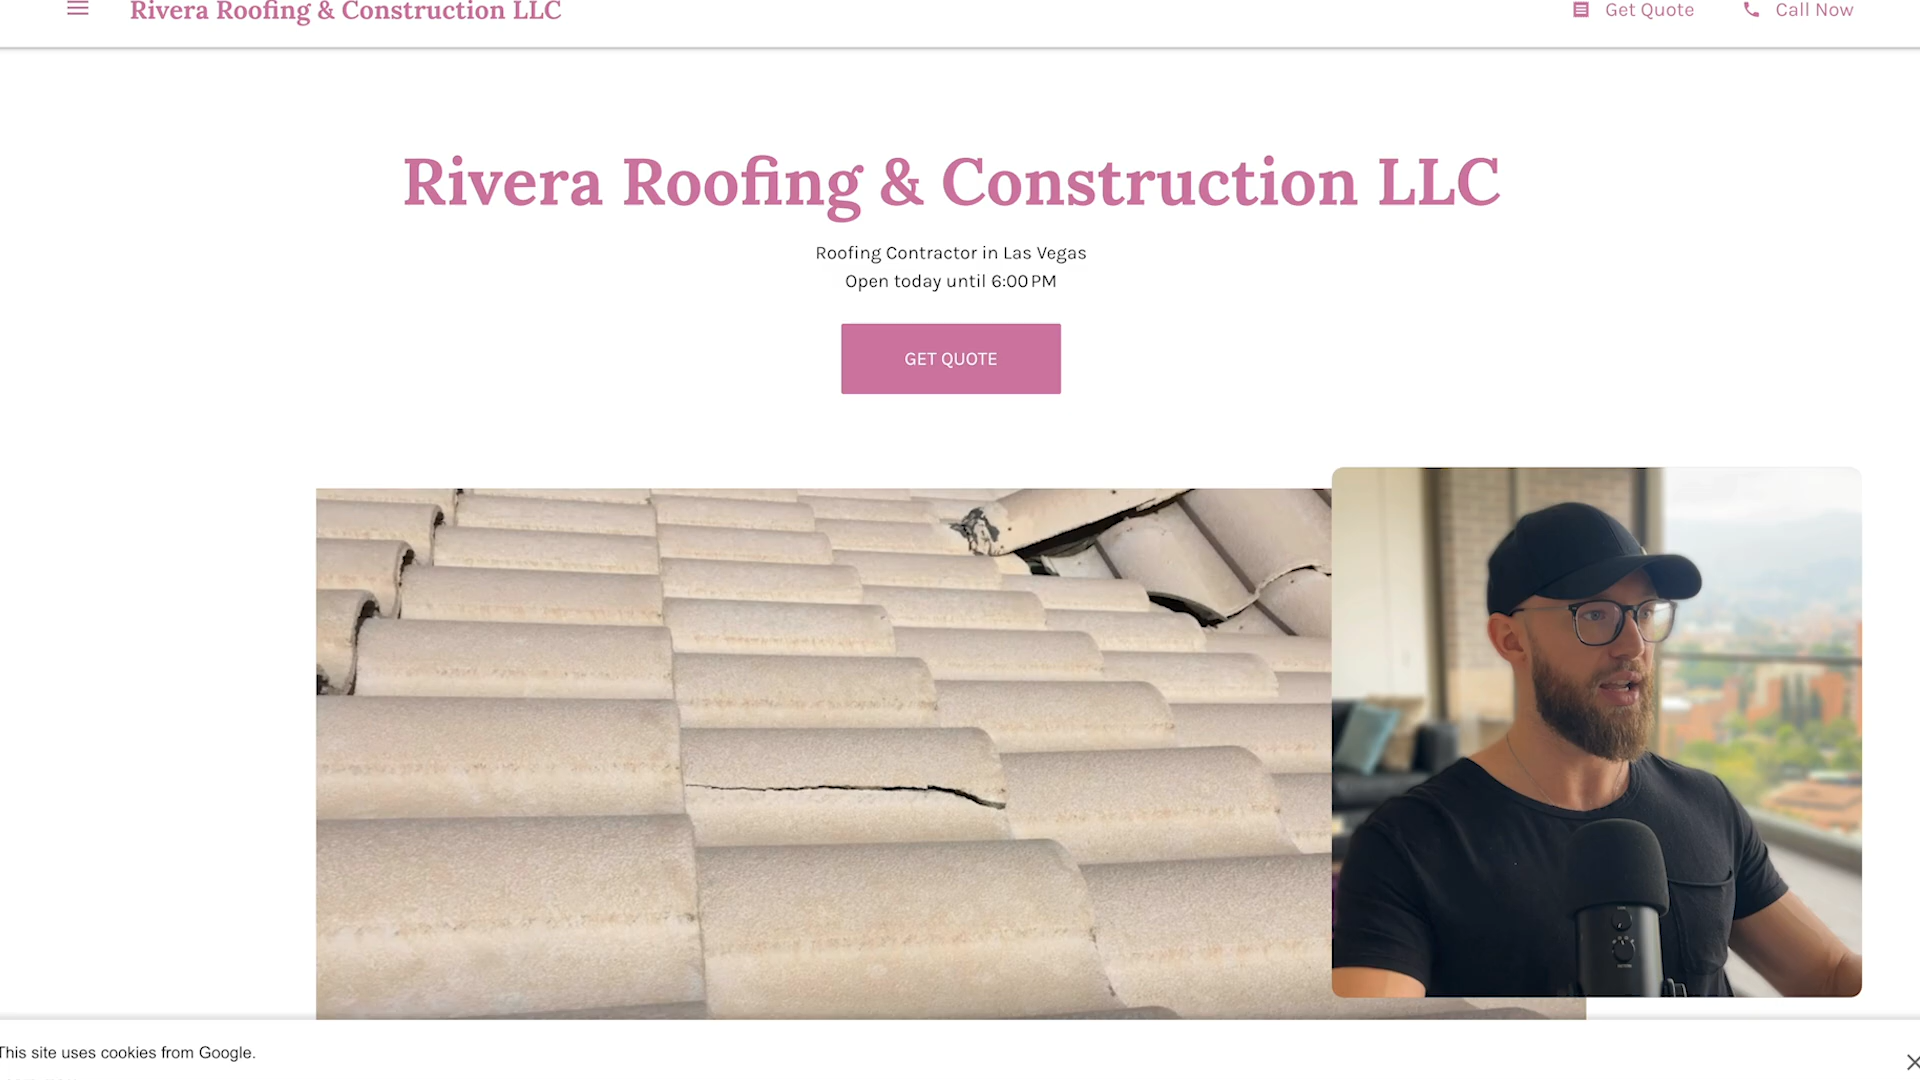 Rivera Roofing & Construction LLC
Get Quote
Call Now
Rivera Roofing & Construction LLC
Roofing Contractor in Las Vegas
Open today until 6:00 PM
GET QUOTE
This site uses cookies from Google.